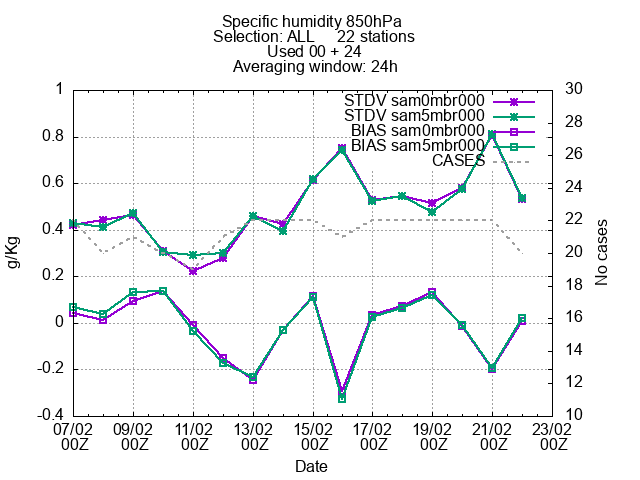 Specific humidity 850hPa
Selection: ALL 22 stations
Used 00 + 24
Averaging window: 24h
1 30
0.8 28
0.6 26
0.4 24
0.2 22
0 20
-0.2 18
-0.4 16
14
12
10
STDV sam0mbr000
STDV sam5mbr000
BIAS sam0mbr000
BIAS sam5mbr000
CASES
g/Kg
No cases
07/02 09/02 11/02 13/02 15/02 17/02 19/02 21/02 23/02
00Z 00Z 00Z 00Z 00Z 00Z 00Z 00Z 00Z
Date